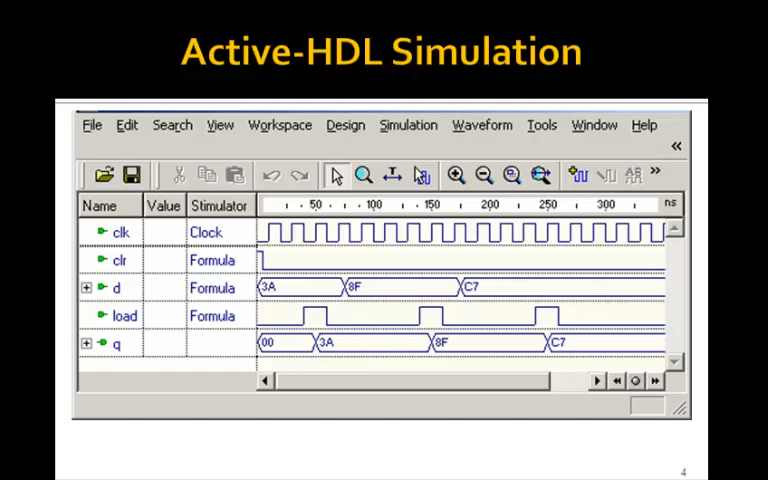 Active-HDL Simulation
File Edit Search View Workspace Design Simulation Waveform Tools Window Help
Name Value Stimulator 50 100 150 200 250 300 ns
clk Clock
clr Formula
d Formula 3A 8F C7
load Formula
q 00 3A 8F C7
4